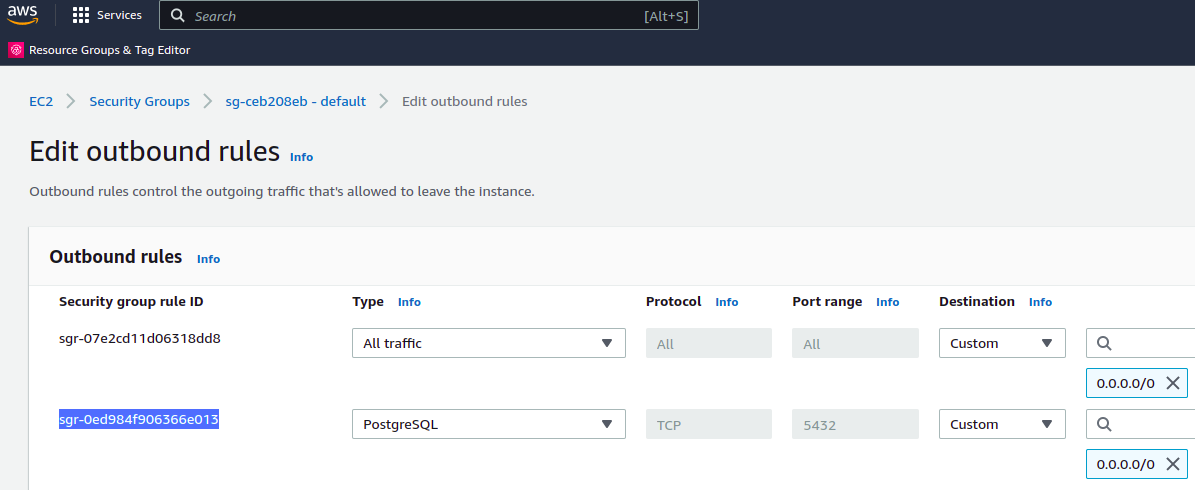 aws Services Search [Alt+S]
Resource Groups & Tag Editor
EC2 Security Groups sg-ceb208eb - default Edit outbound rules
Edit outbound rules Info
Outbound rules control the outgoing traffic that's allowed to leave the instance.
Outbound rules Info
Security group rule ID Type Info Protocol Info Port range Info Destination Info
sgr-07e2cd11d06318dd8 All traffic All All Custom
0.0.0.0/0
sgr-0ed984f906366e013 PostgreSQL TCP 5432 Custom
0.0.0.0/0